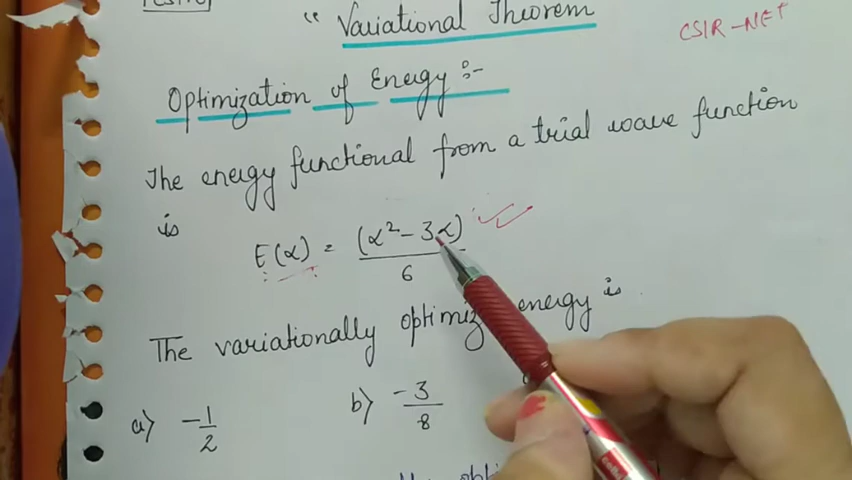 " Variational Theorem
CSIR-NET
Optimization of Energy :-
The energy functional from a trial wave function
is
E(α) = (α² - 3α)
6
The variationally optimiz energy is
a) -1/2
b) -3/8